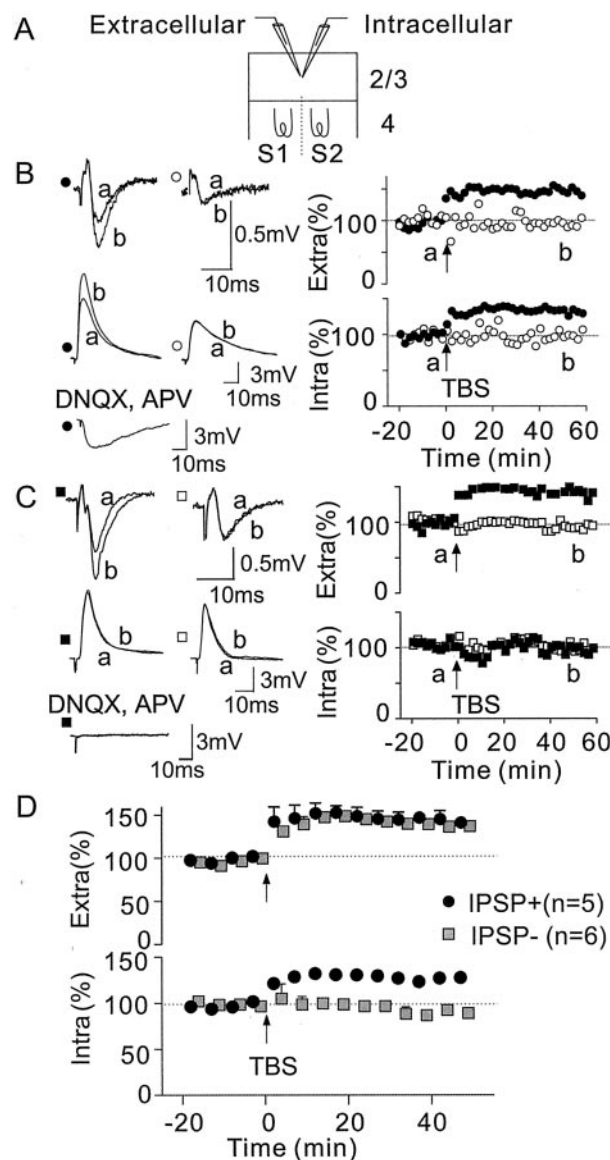 A
Extracellular
Intracellular
2/3
4
S1
S2
B
a
b
a
b
0.5mV
10ms
b
a
b
a
3mV
10ms
DNQX, APV
3mV
10ms
Extra(%)
100
0
a
b
Intra(%)
100
0
a
b
TBS
-20
0
20
40
60
Time (min)
C
a
b
a
b
0.5mV
10ms
b
a
b
a
3mV
10ms
DNQX, APV
3mV
10ms
Extra(%)
100
0
a
b
Intra(%)
100
0
a
b
TBS
-20
0
20
40
60
Time (min)
D
Extra(%)
150
100
50
0
IPSP+(n=5)
IPSP- (n=6)
Intra(%)
150
100
50
0
TBS
-20
0
20
40
Time (min)